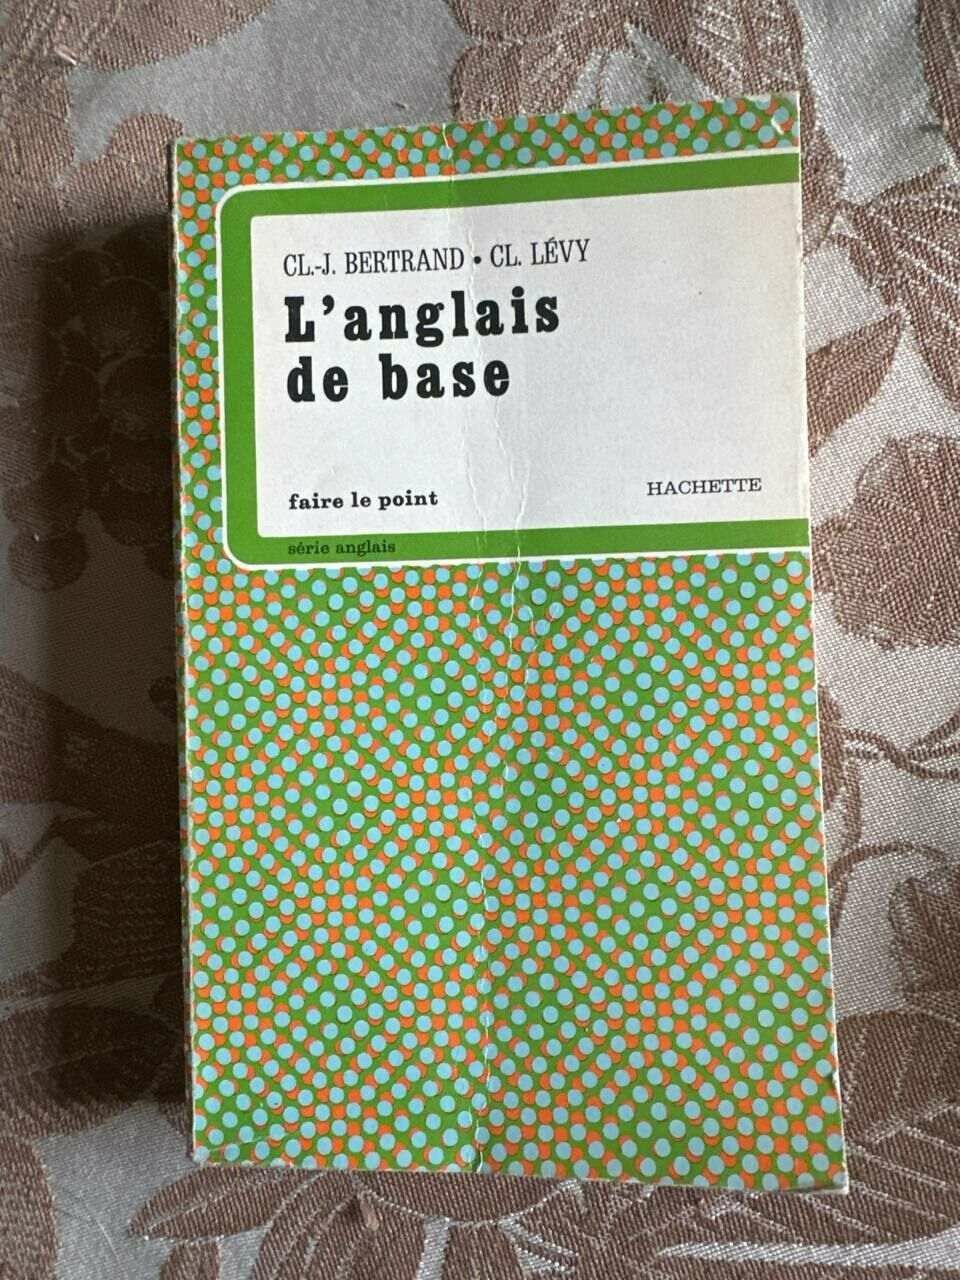 CL.-J. BERTRAND • CL. LÉVY
L'anglais
de base
faire le point
HACHETTE
série anglais